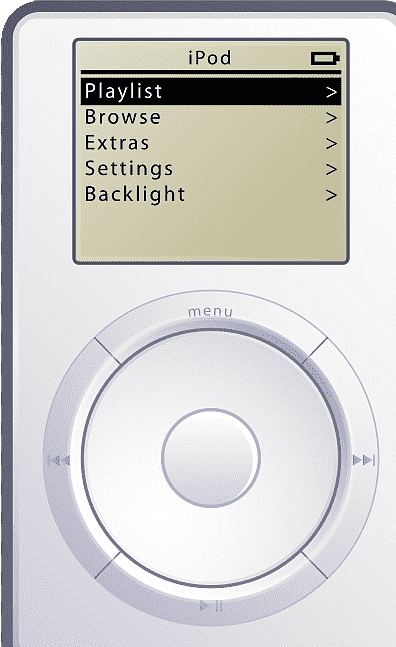 iPod
Playlist >
Browse >
Extras >
Settings >
Backlight >
menu